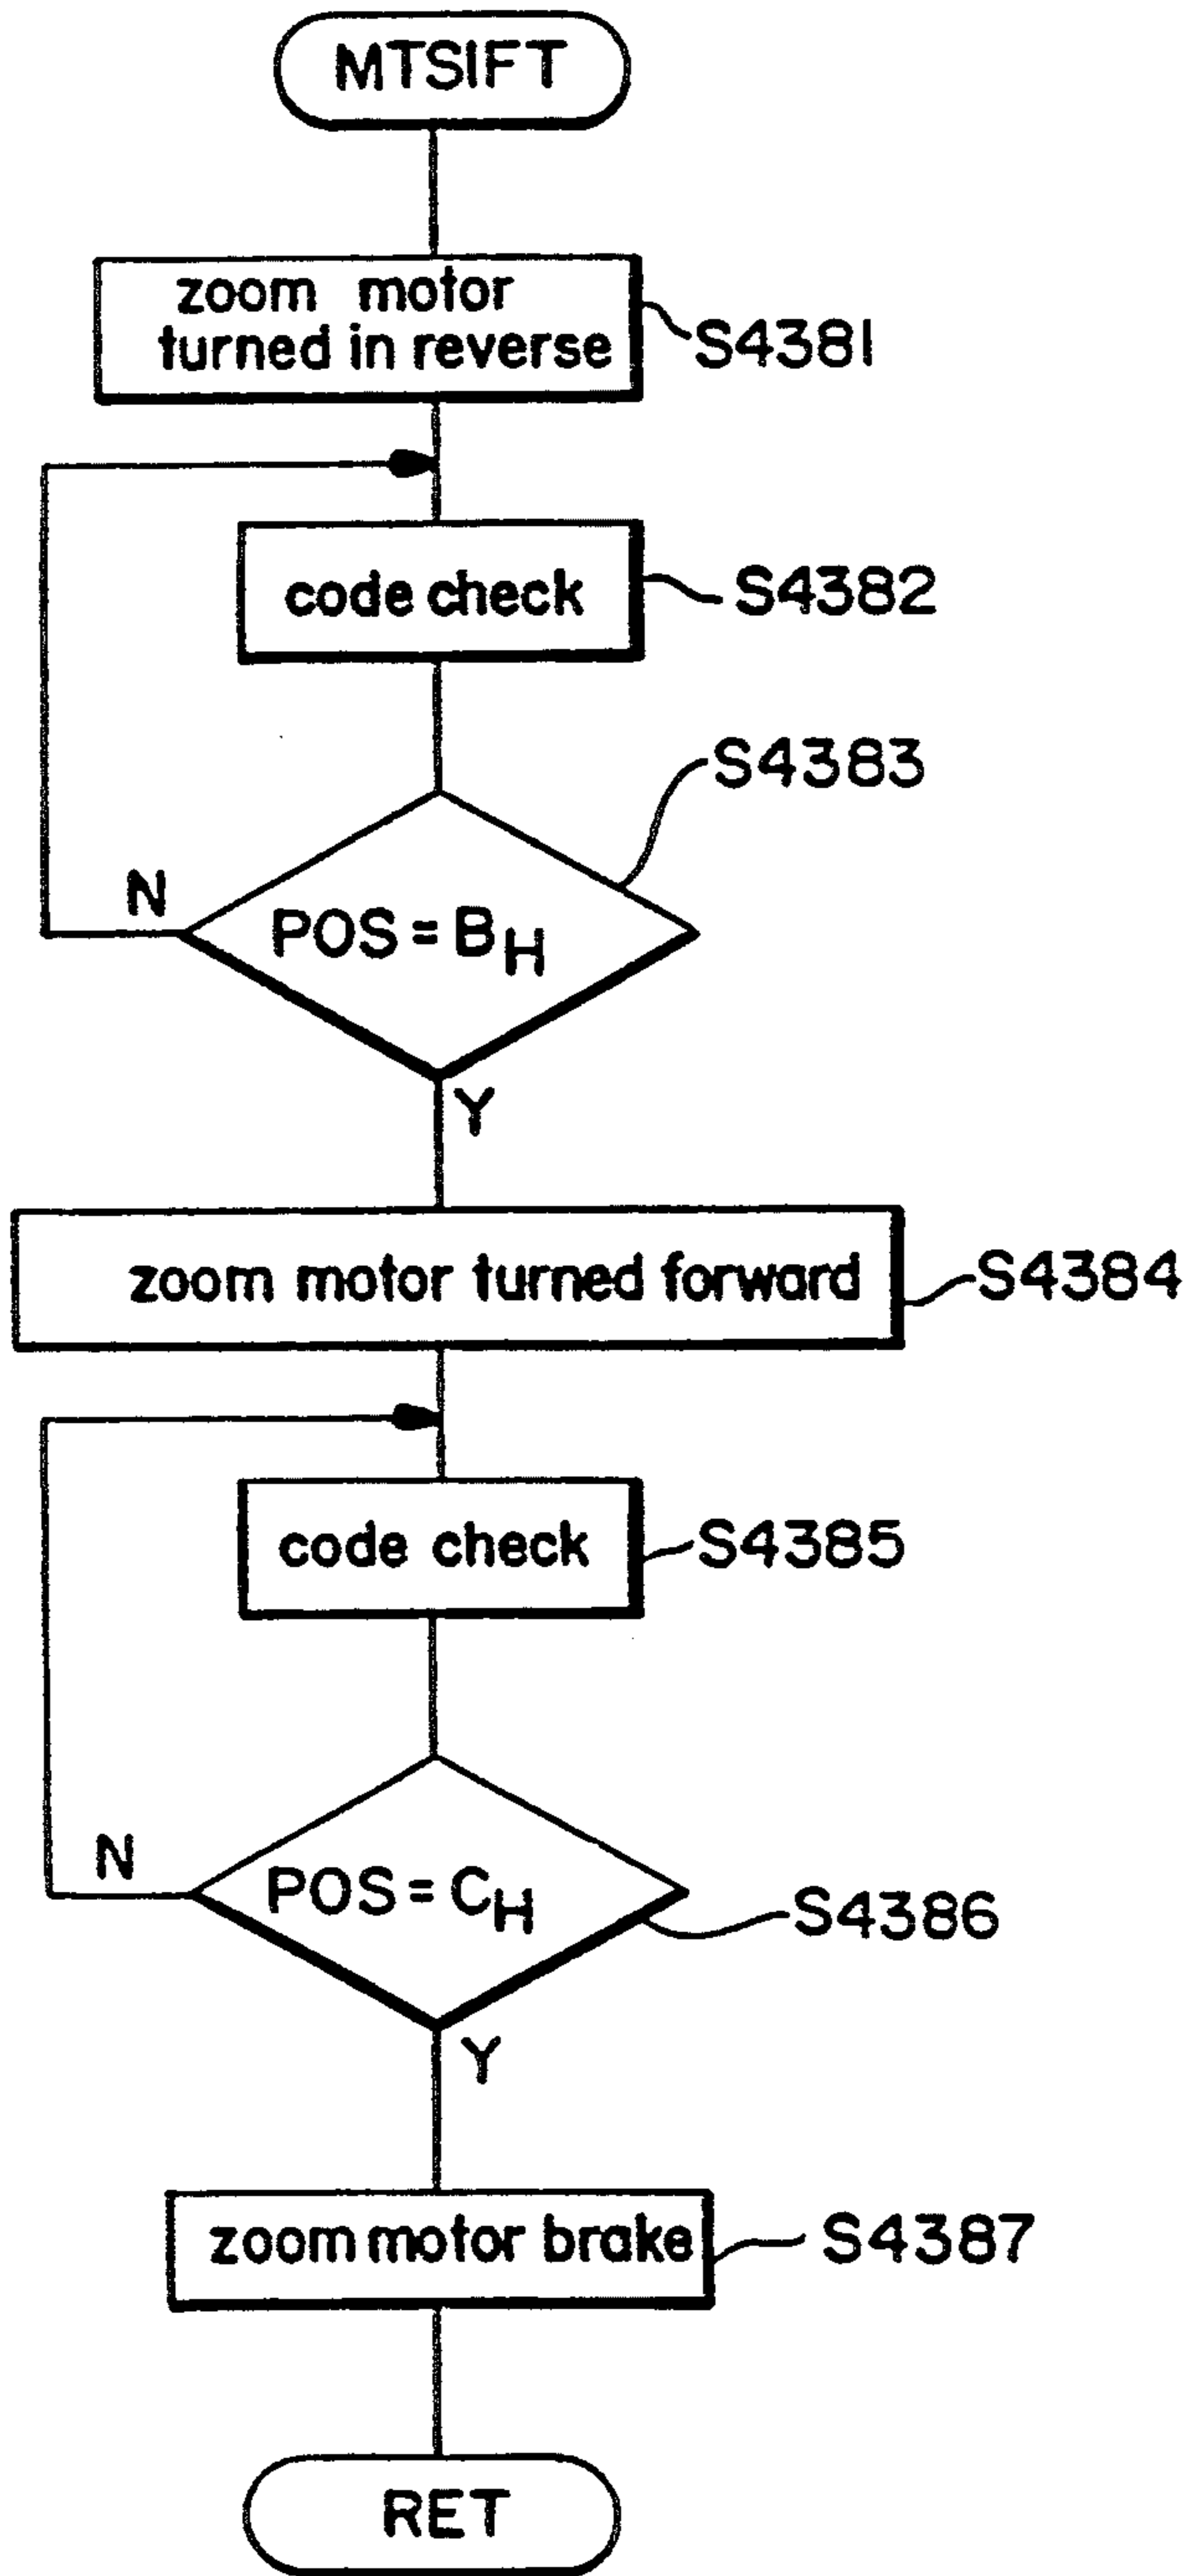 MTSIFT
zoom motor
turned in reverse
S4381
code check
S4382
S4383
N
POS = BH
Y
zoom motor turned forward
S4384
code check
S4385
N
POS = CH
S4386
Y
zoom motor brake
S4387
RET